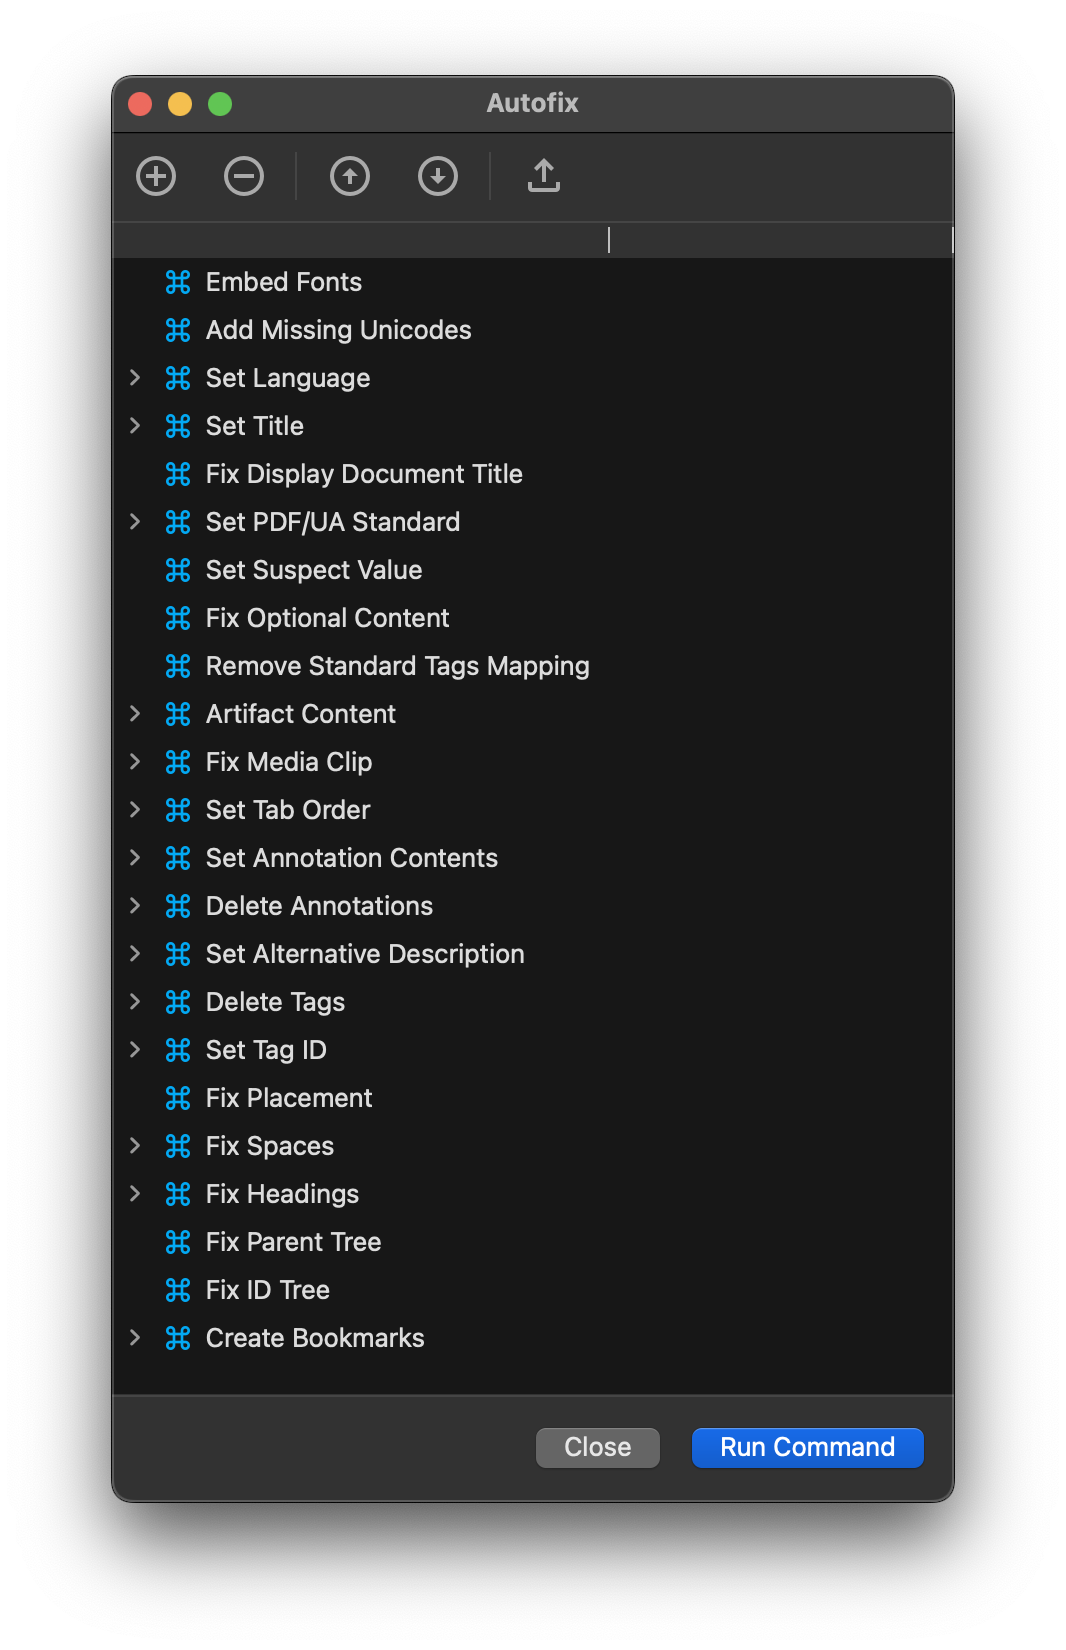 Autofix
Embed Fonts
Add Missing Unicodes
Set Language
Set Title
Fix Display Document Title
Set PDF/UA Standard
Set Suspect Value
Fix Optional Content
Remove Standard Tags Mapping
Artifact Content
Fix Media Clip
Set Tab Order
Set Annotation Contents
Delete Annotations
Set Alternative Description
Delete Tags
Set Tag ID
Fix Placement
Fix Spaces
Fix Headings
Fix Parent Tree
Fix ID Tree
Create Bookmarks
Close Run Command